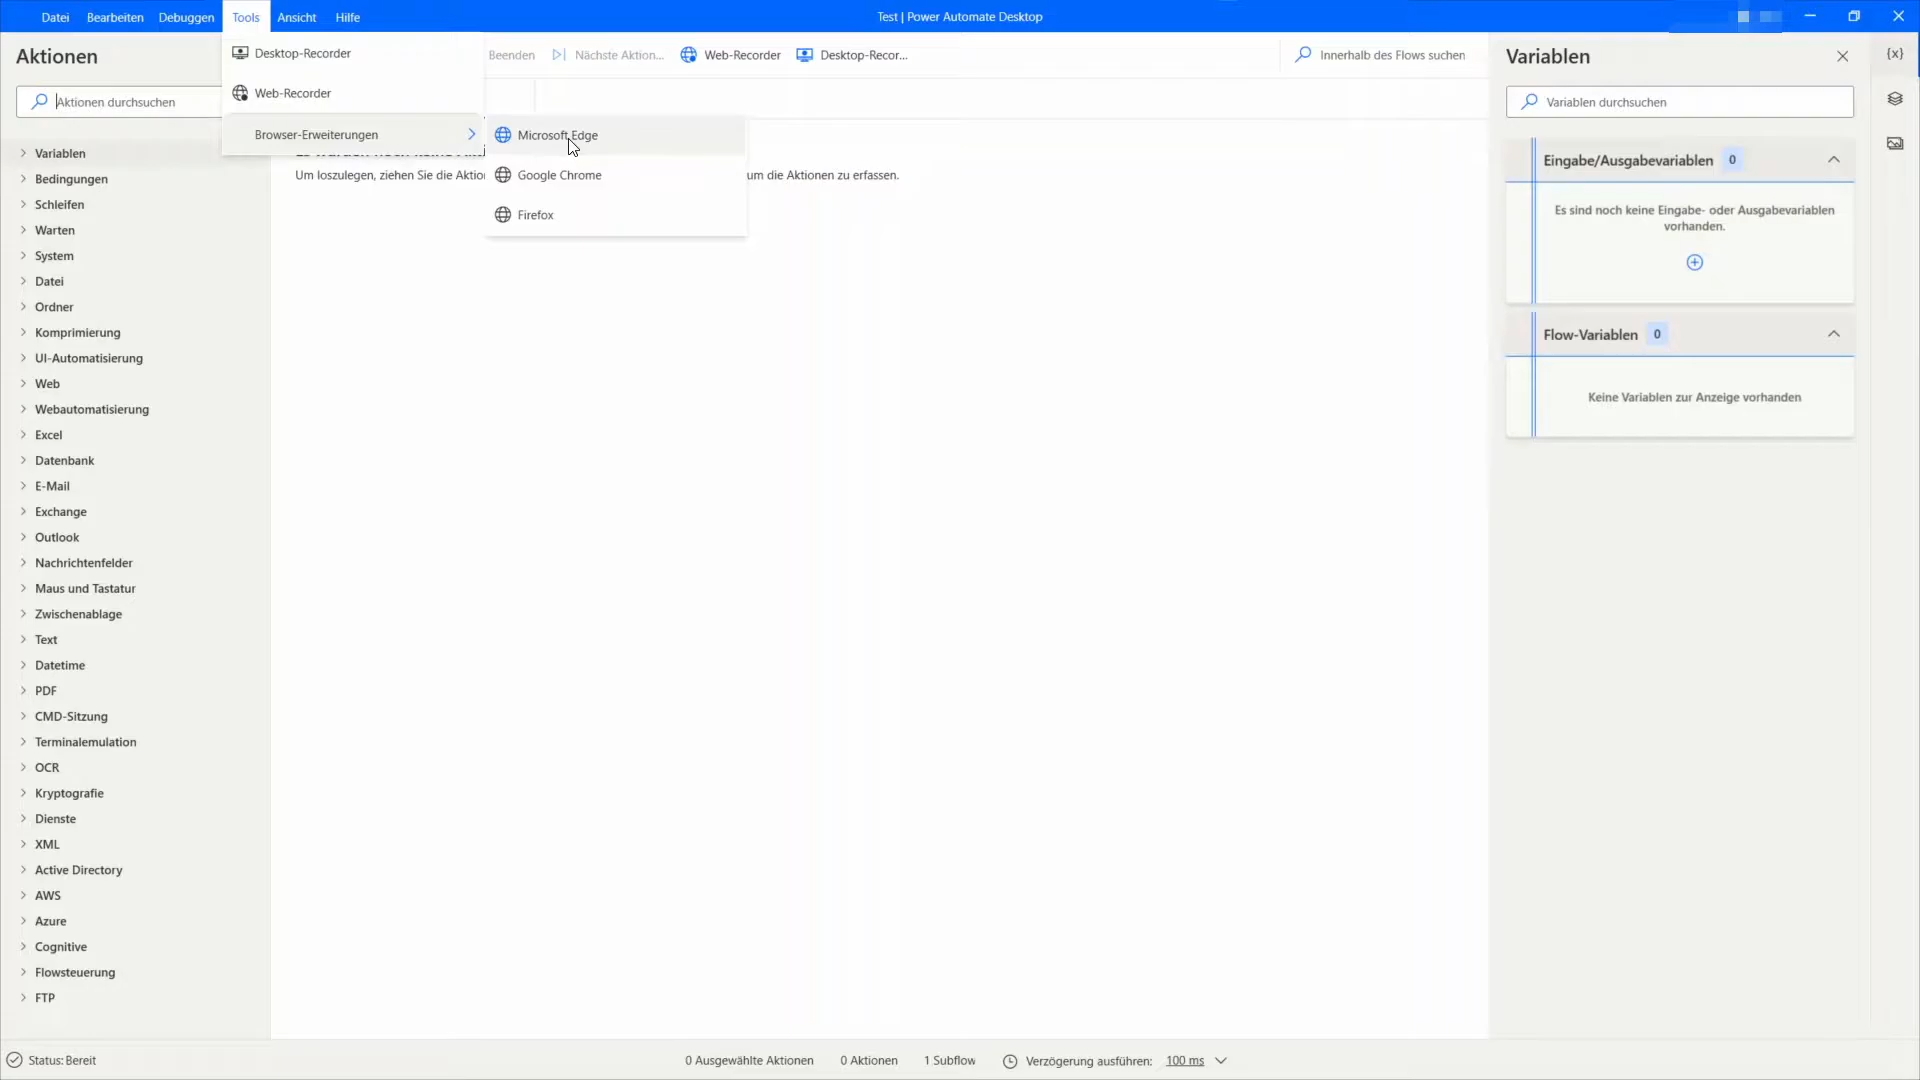 Datei Bearbeiten Debuggen Tools Ansicht Hilfe
Test | Power Automate Desktop
Aktionen
Aktionen durchsuchen
Desktop-Recorder
Web-Recorder
Browser-Erweiterungen
Microsoft Edge
Google Chrome
Firefox
Beenden Nächste Aktion... Web-Recorder Desktop-Recor... Innerhalb des Flows suchen
Um loszulegen, ziehen Sie die Aktio um die Aktionen zu erfassen.
Variablen
Bedingungen
Schleifen
Warten
System
Datei
Ordner
Komprimierung
UI-Automatisierung
Web
Webautomatisierung
Excel
Datenbank
E-Mail
Exchange
Outlook
Nachrichtenfelder
Maus und Tastatur
Zwischenablage
Text
Datetime
PDF
CMD-Sitzung
Terminalemulation
OCR
Kryptografie
Dienste
XML
Active Directory
AWS
Azure
Cognitive
Flowsteuerung
FTP
Variablen
{x}
Variablen durchsuchen
Eingabe/Ausgabevariablen 0
Es sind noch keine Eingabe- oder Ausgabevariablen
vorhanden.
Flow-Variablen 0
Keine Variablen zur Anzeige vorhanden
Status: Bereit 0 Ausgewählte Aktionen 0 Aktionen 1 Subflow Verzögerung ausführen: 100 ms